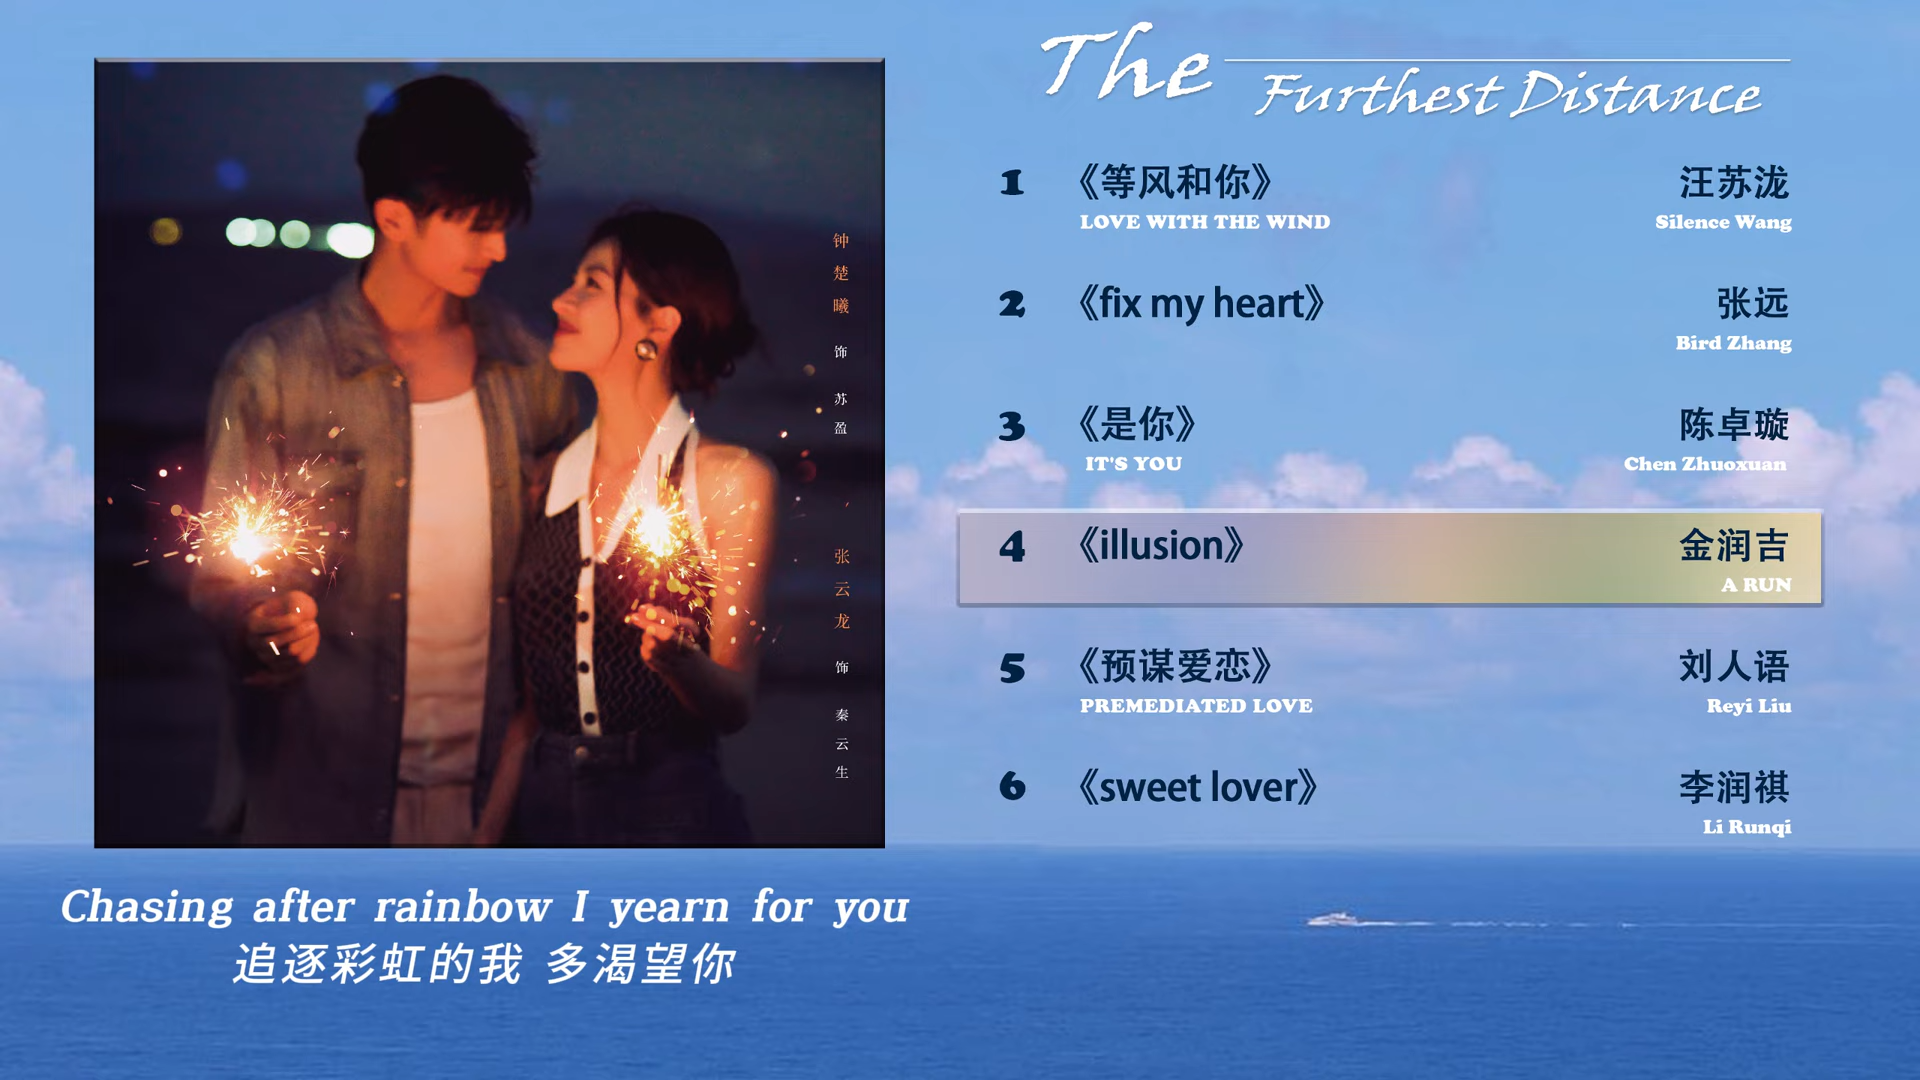 The
Furthest Distance
钟楚曦 饰 苏盈
张云龙 饰 秦云生
1 《等风和你》 汪苏泷
LOVE WITH THE WIND Silence Wang
2 《fix my heart》 张远
Bird Zhang
3 《是你》 陈卓璇
IT'S YOU Chen Zhuoxuan
4 《illusion》 金润吉
A RUN
5 《预谋爱恋》 刘人语
PREMEDIATED LOVE Reyi Liu
6 《sweet lover》 李润祺
Li Runqi
Chasing after rainbow I yearn for you
追逐彩虹的我 多渴望你